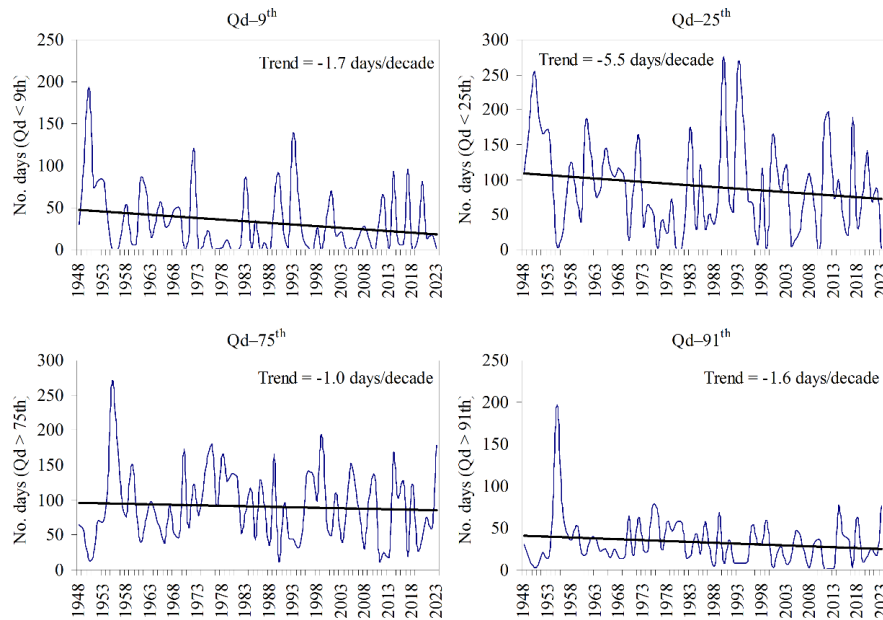 Qd–9th
No. days (Qd < 9th)
Trend = -1.7 days/decade
250
200
150
100
50
0
1948 1953 1958 1963 1968 1973 1978 1983 1988 1993 1998 2003 2008 2013 2018 2023
Qd–25th
No. days (Qd < 25th)
Trend = -5.5 days/decade
300
250
200
150
100
50
0
1948 1953 1958 1963 1968 1973 1978 1983 1988 1993 1998 2003 2008 2013 2018 2023
Qd–75th
No. days (Qd > 75th)
Trend = -1.0 days/decade
300
250
200
150
100
50
0
1948 1953 1958 1963 1968 1973 1978 1983 1988 1993 1998 2003 2008 2013 2018 2023
Qd–91th
No. days (Qd > 91th)
Trend = -1.6 days/decade
250
200
150
100
50
0
1948 1953 1958 1963 1968 1973 1978 1983 1988 1993 1998 2003 2008 2013 2018 2023